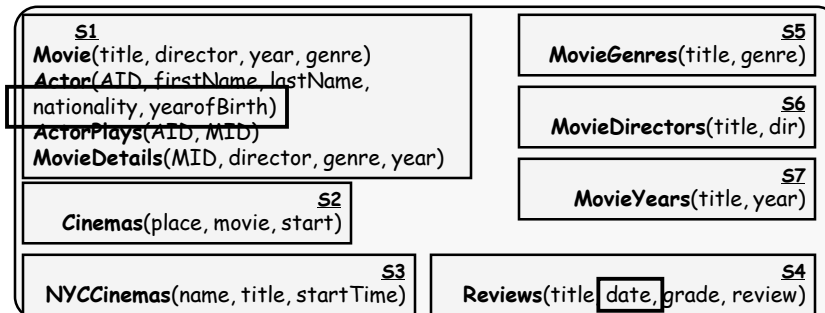 S1
Movie(title, director, year, genre)
Actor(AID, firstName, lastName,
nationality, yearofBirth)
ActorPlays(AID, MID)
MovieDetails(MID, director, genre, year)
S2
Cinemas(place, movie, start)
S3
NYCCinemas(name, title, startTime)
S5
MovieGenres(title, genre)
S6
MovieDirectors(title, dir)
S7
MovieYears(title, year)
S4
Reviews(title, date, grade, review)